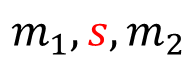 m₁, s, m₂